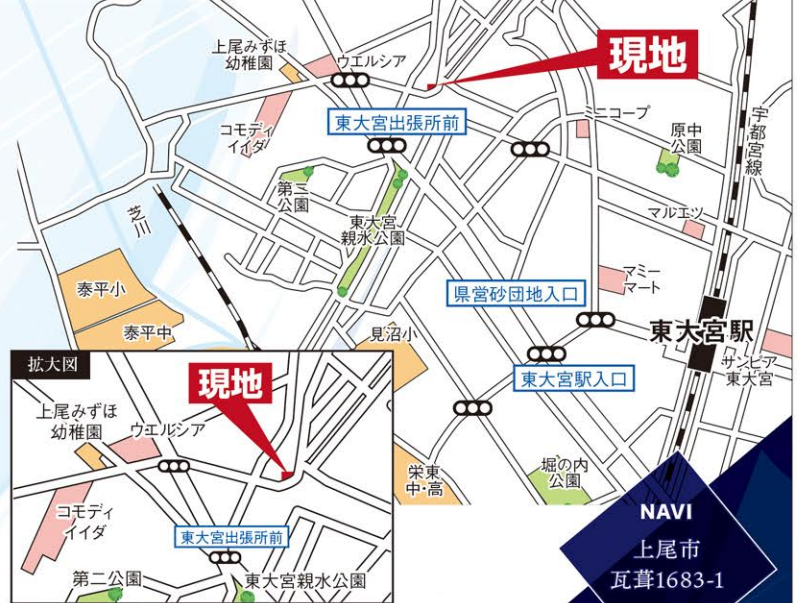 上尾みずほ
幼稚園
ウエルシア
現地
コモディ
イイダ
東大宮出張所前
ミニコープ
原中
公園
宇都宮線
第二
公園
東大宮
親水公園
芝川
マルエツ
泰平小
県営砂団地入口
マミー
マート
泰平中
見沼小
東大宮駅
サンピア
東大宮
東大宮駅入口
拡大図
現地
上尾みずほ
幼稚園
ウエルシア
コモディ
イイダ
東大宮出張所前
第二公園
東大宮親水公園
栄東
中・高
堀の内
公園
NAVI
上尾市
瓦葺1683-1